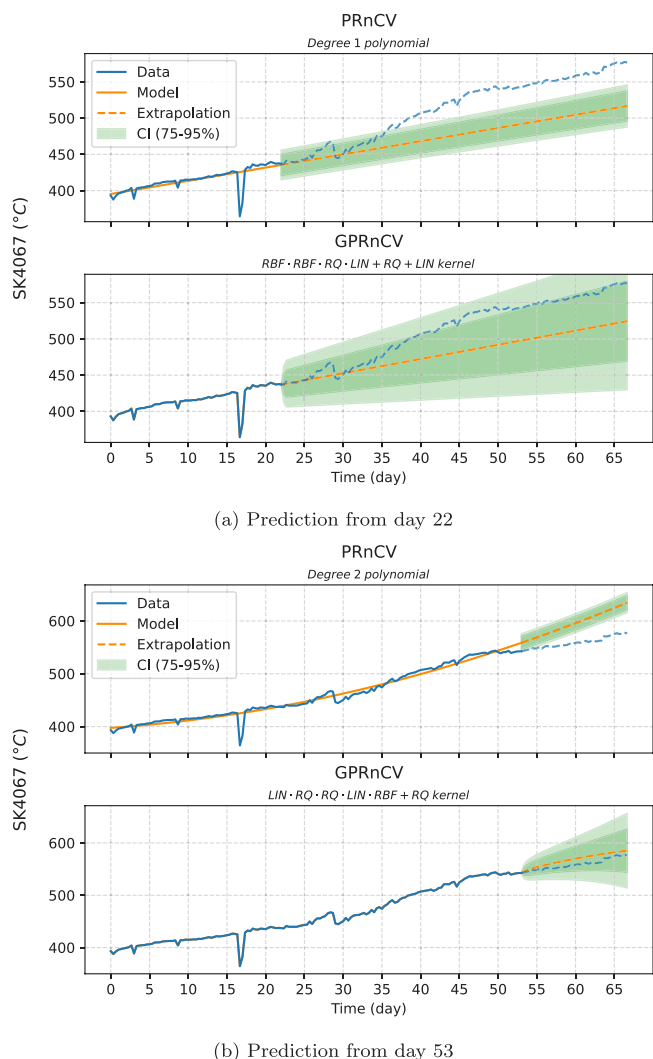 PRnCV
Degree 1 polynomial
Data
Model
Extrapolation
CI (75-95%)
550
500
450
400
GPRnCV
RBF · RBF · RQ · LIN + RQ + LIN kernel
550
500
450
400
0 5 10 15 20 25 30 35 40 45 50 55 60 65
Time (day)
SK4067 (°C)
(a) Prediction from day 22
PRnCV
Degree 2 polynomial
Data
Model
Extrapolation
CI (75-95%)
600
500
400
GPRnCV
LIN · RQ · RQ · LIN · RBF + RQ kernel
600
500
400
0 5 10 15 20 25 30 35 40 45 50 55 60 65
Time (day)
SK4067 (°C)
(b) Prediction from day 53